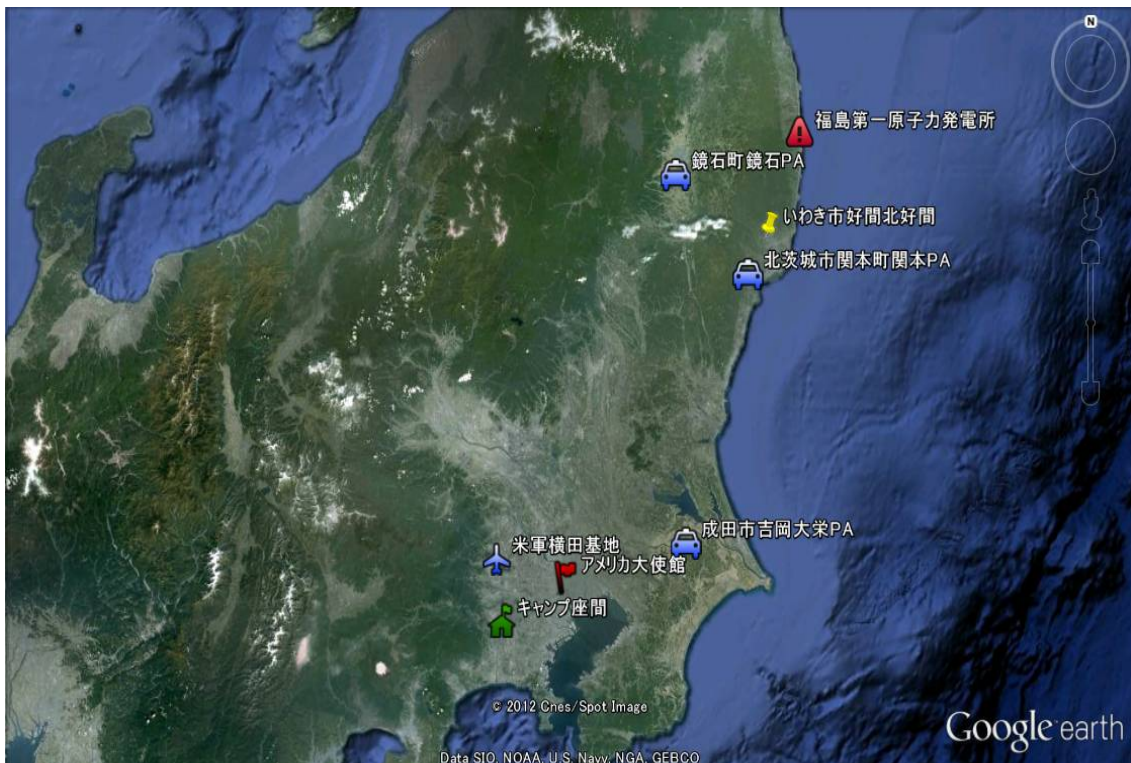 N
福島第一原子力発電所
鏡石町鏡石PA
いわき市好間北好間
北茨城市関本町関本PA
成田市吉岡大栄PA
米軍横田基地
アメリカ大使館
キャンプ座間
© 2012 Cnes/Spot Image
Data SIO, NOAA, U.S. Navy, NGA, GEBCO
Google earth